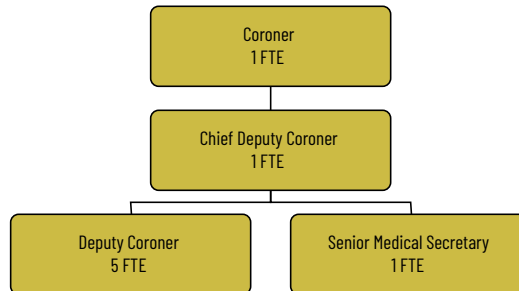 Coroner
1 FTE
Chief Deputy Coroner
1 FTE
Deputy Coroner
5 FTE
Senior Medical Secretary
1 FTE